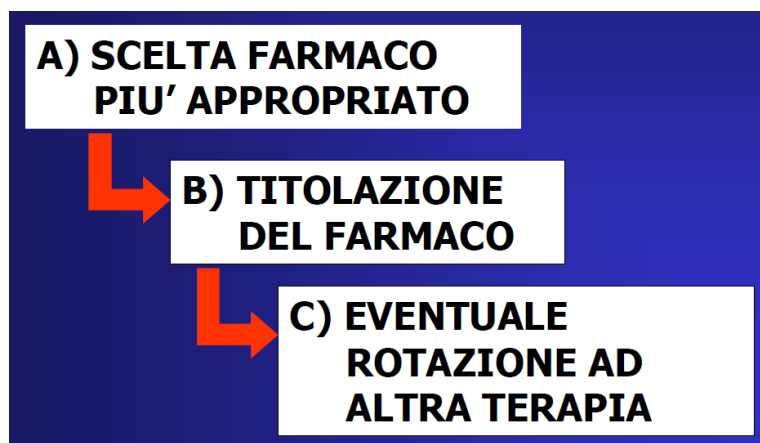 A) SCELTA FARMACO
PIU’ APPROPRIATO
B) TITOLAZIONE
DEL FARMACO
C) EVENTUALE
ROTAZIONE AD
ALTRA TERAPIA